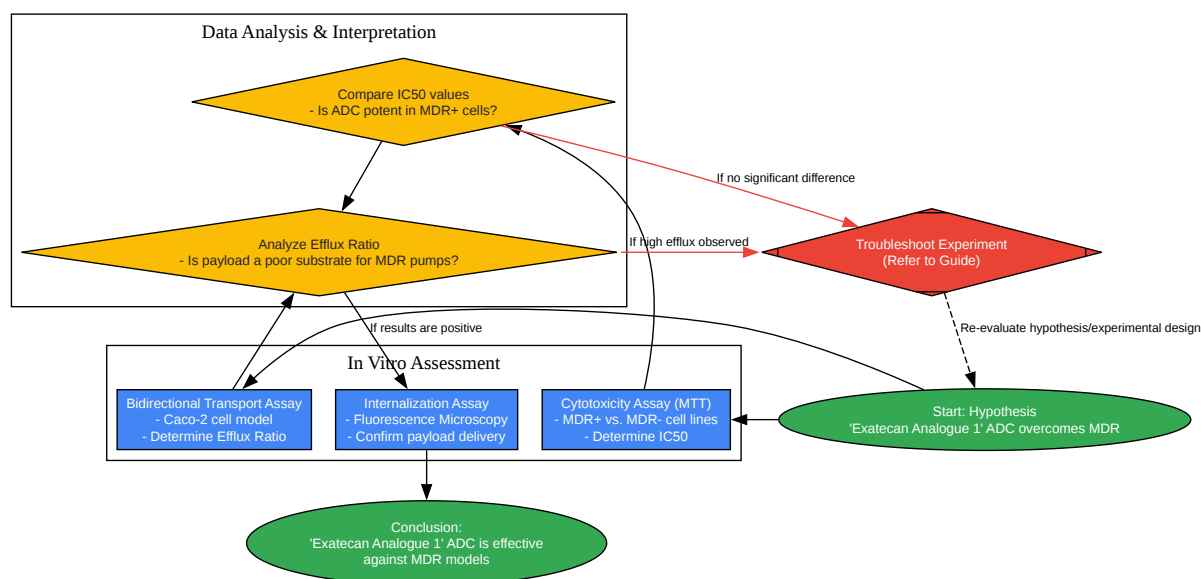 Data Analysis & Interpretation
Compare IC50 values
- Is ADC potent in MDR+ cells?
If no significant difference
Analyze Efflux Ratio
- Is payload a poor substrate for MDR pumps?
If high efflux observed
Troubleshoot Experiment
(Refer to Guide)
If results are positive
Re-evaluate hypothesis/experimental design
In Vitro Assessment
Bidirectional Transport Assay
- Caco-2 cell model
- Determine Efflux Ratio
Internalization Assay
- Fluorescence Microscopy
- Confirm payload delivery
Cytotoxicity Assay (MTT)
- MDR+ vs. MDR- cell lines
- Determine IC50
Start: Hypothesis
'Exatecan Analogue 1' ADC overcomes MDR
Conclusion:
'Exatecan Analogue 1' ADC is effective
against MDR models